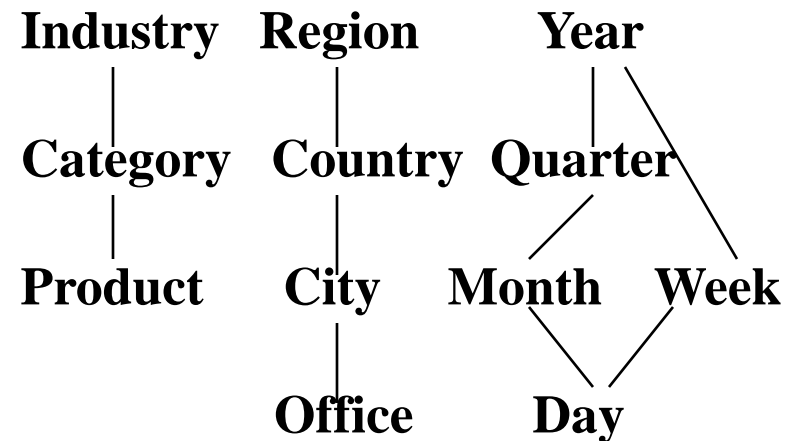 Industry Region Year
Category Country Quarter
Product City Month Week
Office Day